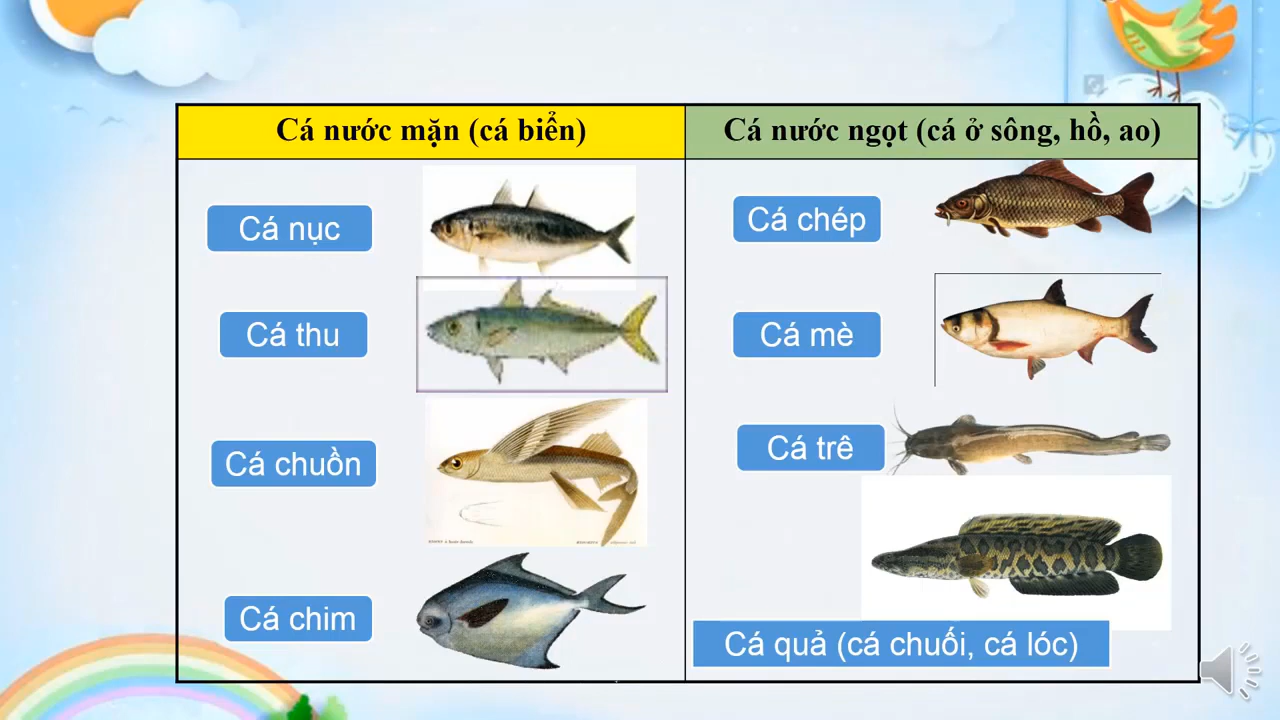 Cá nước mặn (cá biển)
Cá nước ngọt (cá ở sông, hồ, ao)
Cá nục
Cá thu
Cá chuồn
Cá chim
Cá chép
Cá mè
Cá trê
Cá quả (cá chuối, cá lóc)